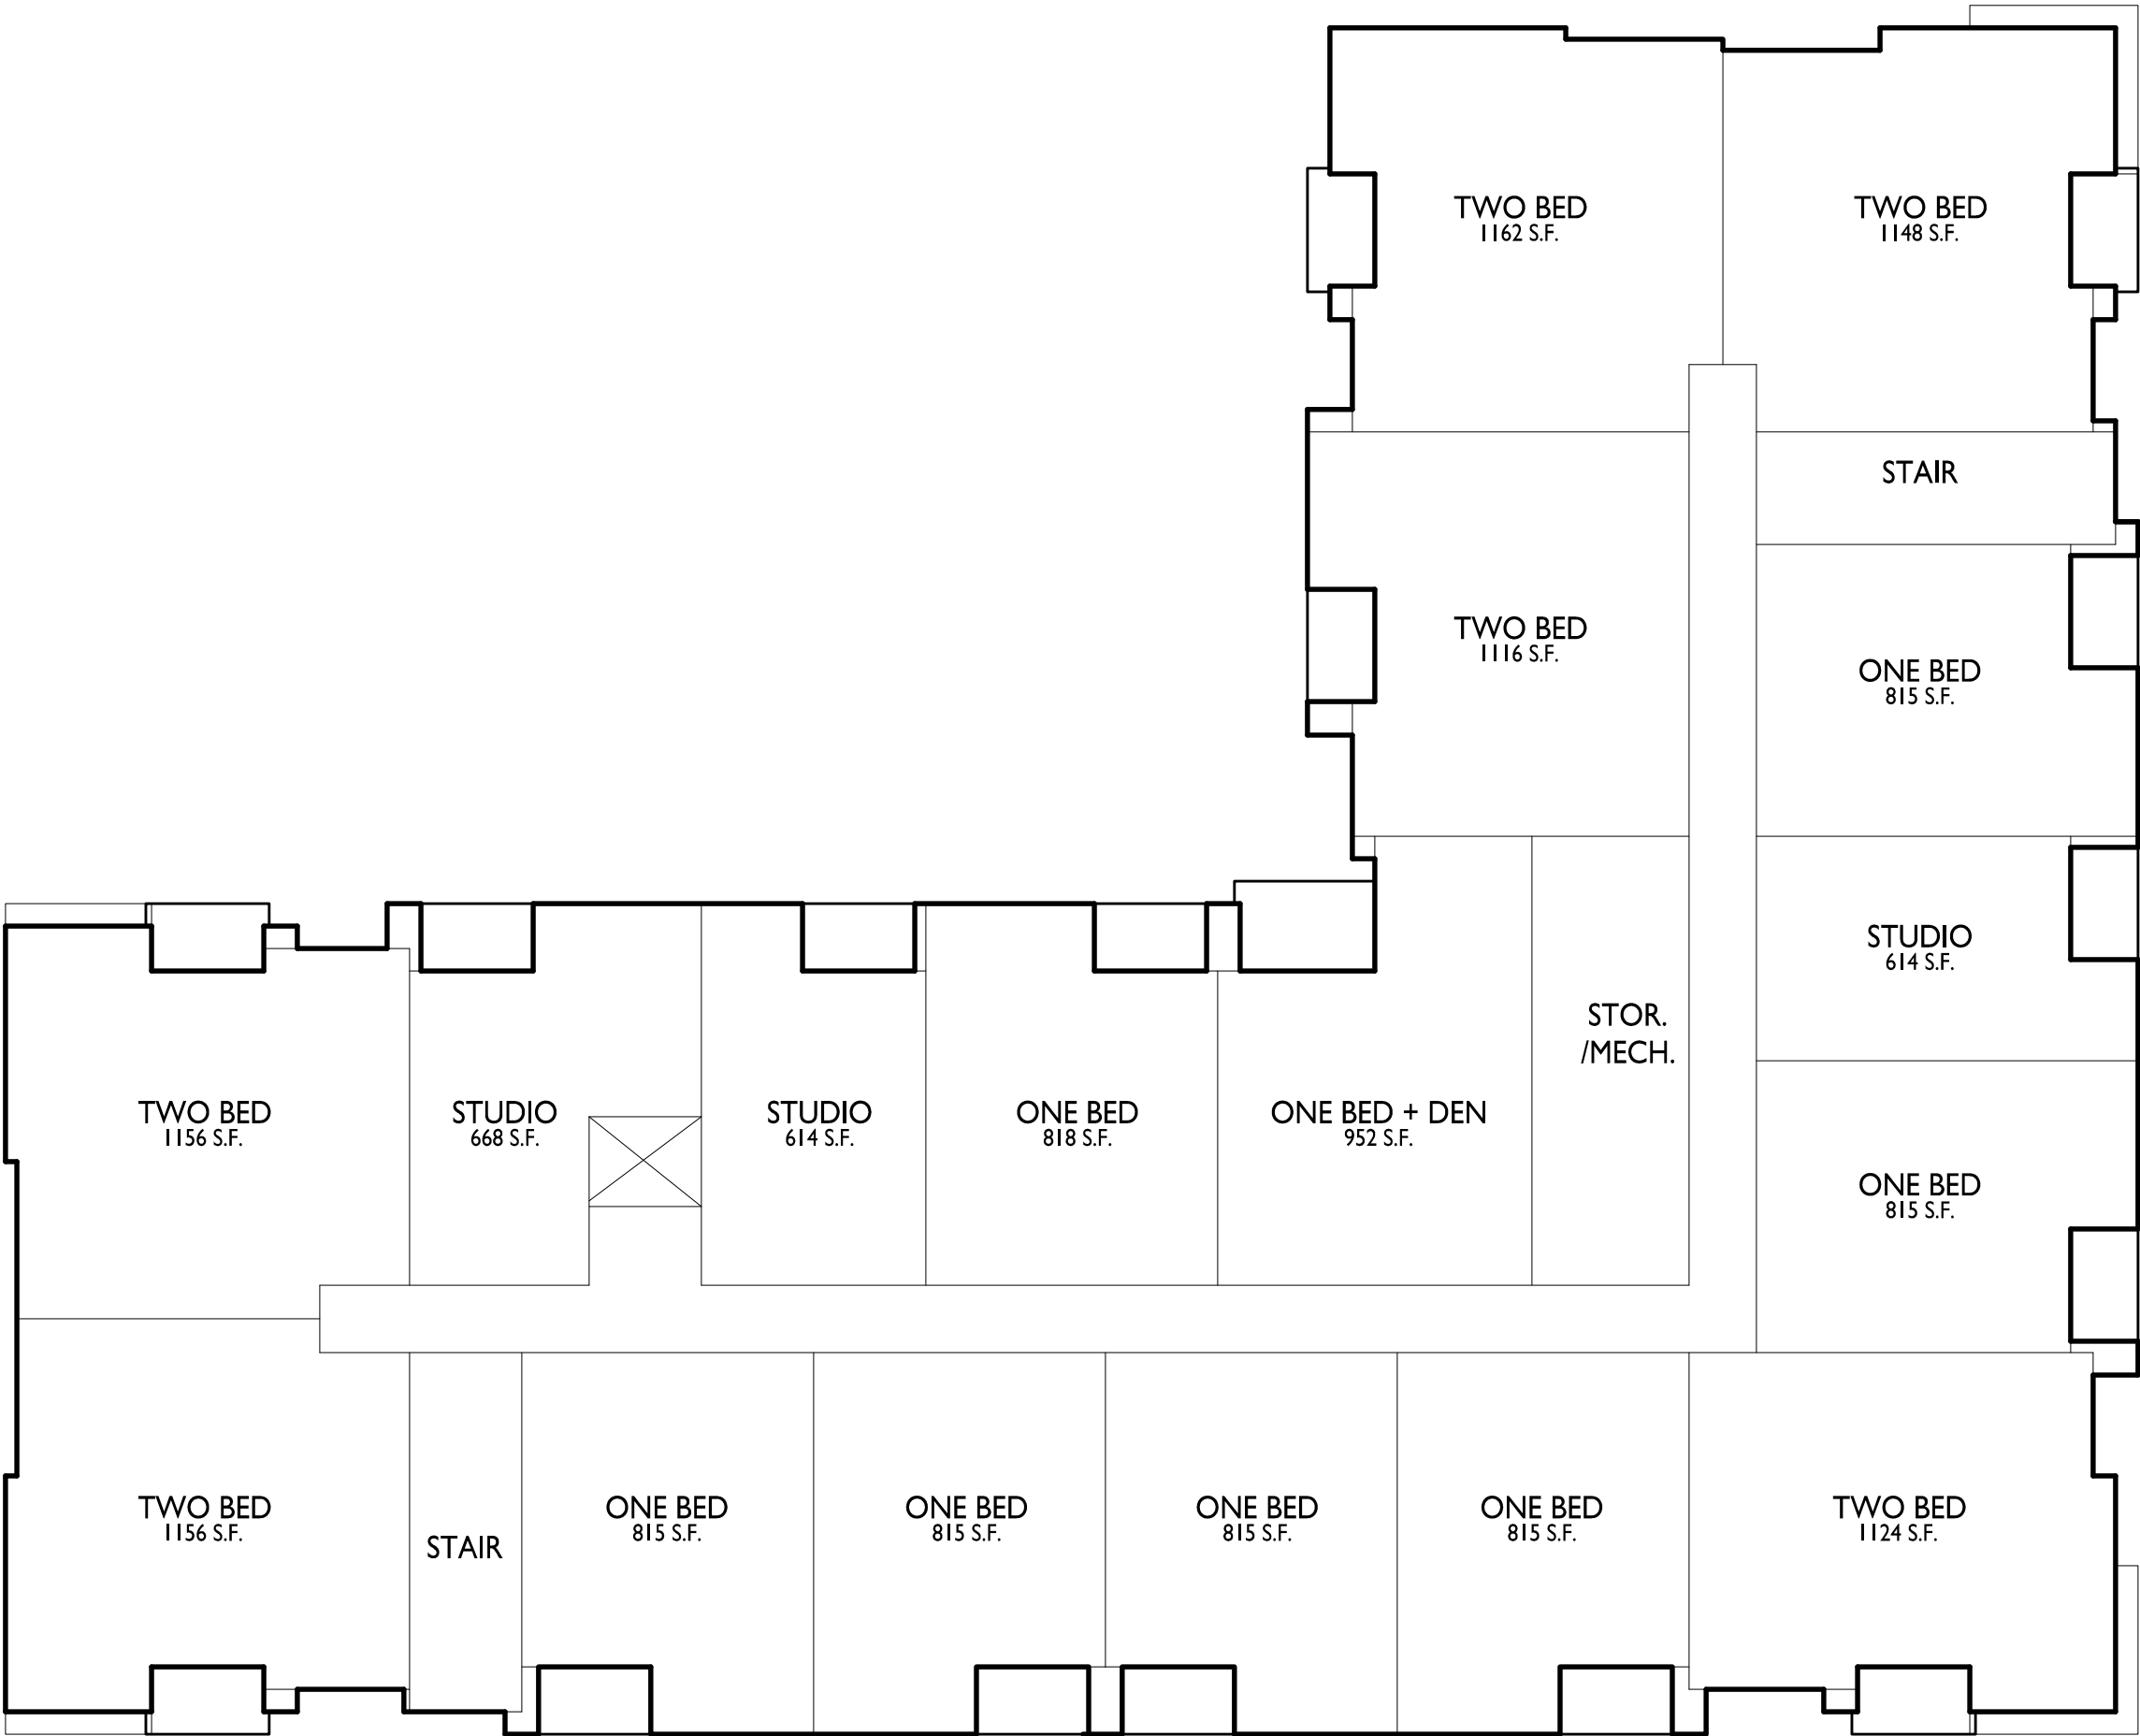 TWO BED
1162 S.F.
TWO BED
1148 S.F.
STAIR
TWO BED
1116 S.F.
ONE BED
815 S.F.
STUDIO
614 S.F.
STOR.
/MECH.
TWO BED
1156 S.F.
STUDIO
668 S.F.
STUDIO
614 S.F.
ONE BED
818 S.F.
ONE BED + DEN
952 S.F.
ONE BED
815 S.F.
TWO BED
1156 S.F.
STAIR
ONE BED
815 S.F.
ONE BED
815 S.F.
ONE BED
815 S.F.
ONE BED
815 S.F.
TWO BED
1124 S.F.